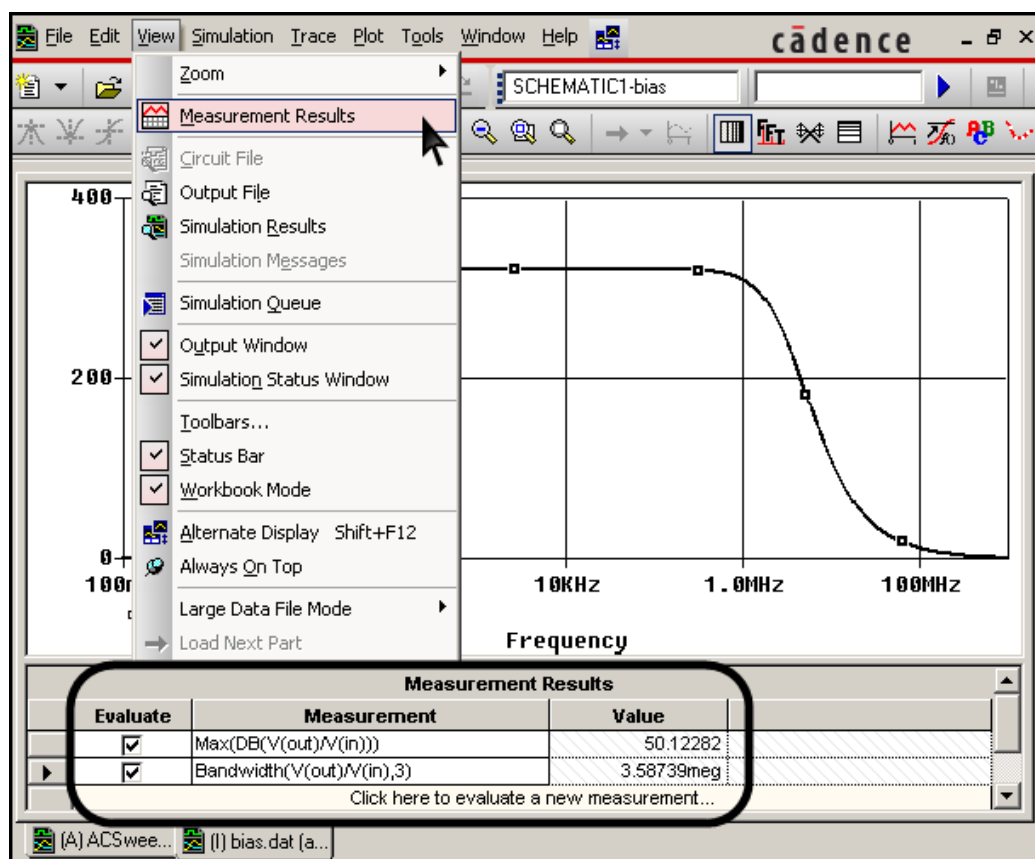 File Edit View Simulation Trace Plot Tools Window Help cādence
Zoom
SCHEMATIC1-bias
Measurement Results
Circuit File
Output File
Simulation Results
Simulation Messages
Simulation Queue
Output Window
Simulation Status Window
Toolbars...
Status Bar
Workbook Mode
Alternate Display Shift+F12
Always On Top
Large Data File Mode
Load Next Part
400
200
0
10KHz 1.0MHz 100MHz
Frequency
Measurement Results
Evaluate Measurement Value
Max(DB(V(out)/V(in))) 50.12282
Bandwidth(V(out)/V(in),3) 3.58739meg
Click here to evaluate a new measurement...
(A) ACSwee... (I) bias.dat (a...